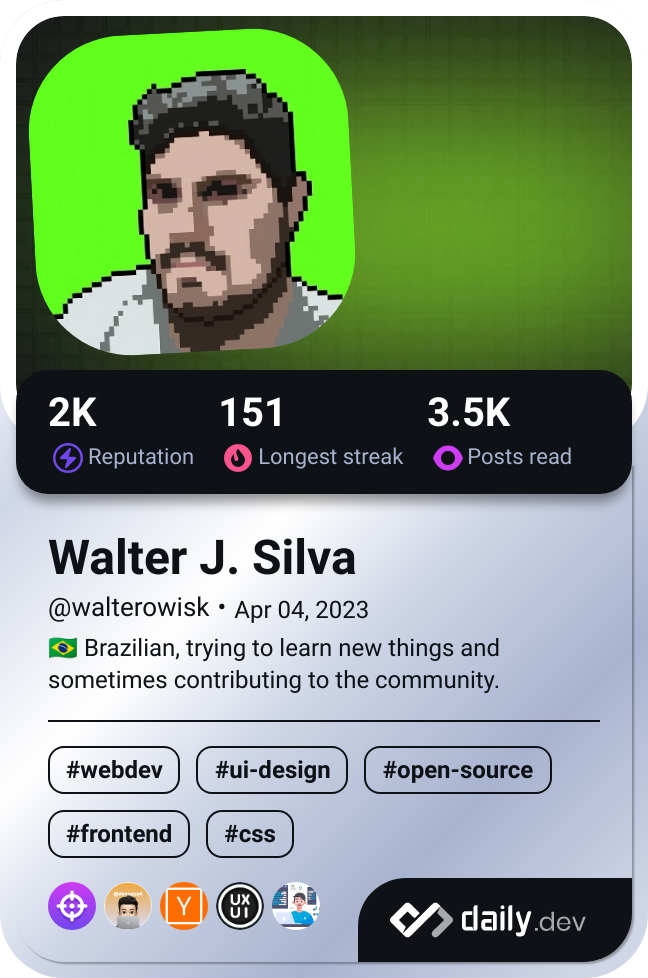 2K 151 3.5K
Reputation Longest streak Posts read
Walter J. Silva
@walterowisk • Apr 04, 2023
🇧🇷 Brazilian, trying to learn new things and
sometimes contributing to the community.
#webdev #ui-design #open-source
#frontend #css
Y UX
UI
daily.dev